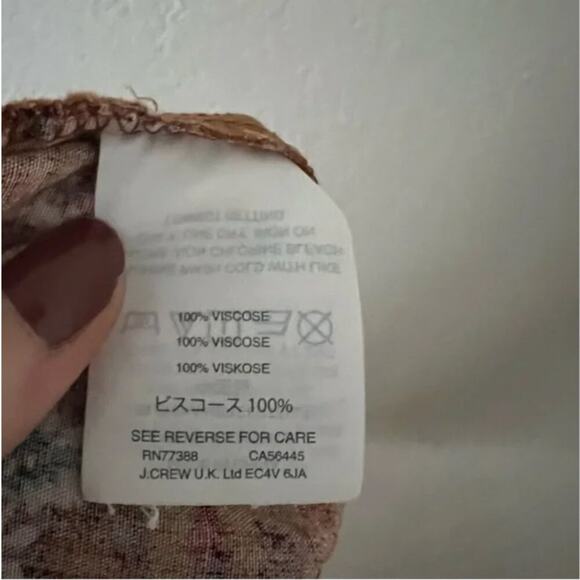 100% VISCOSE
100% VISCOSE
100% VISKOSE
ビスコース 100%
SEE REVERSE FOR CARE
RN77388 CA56445
J.CREW U.K. Ltd EC4V 6JA